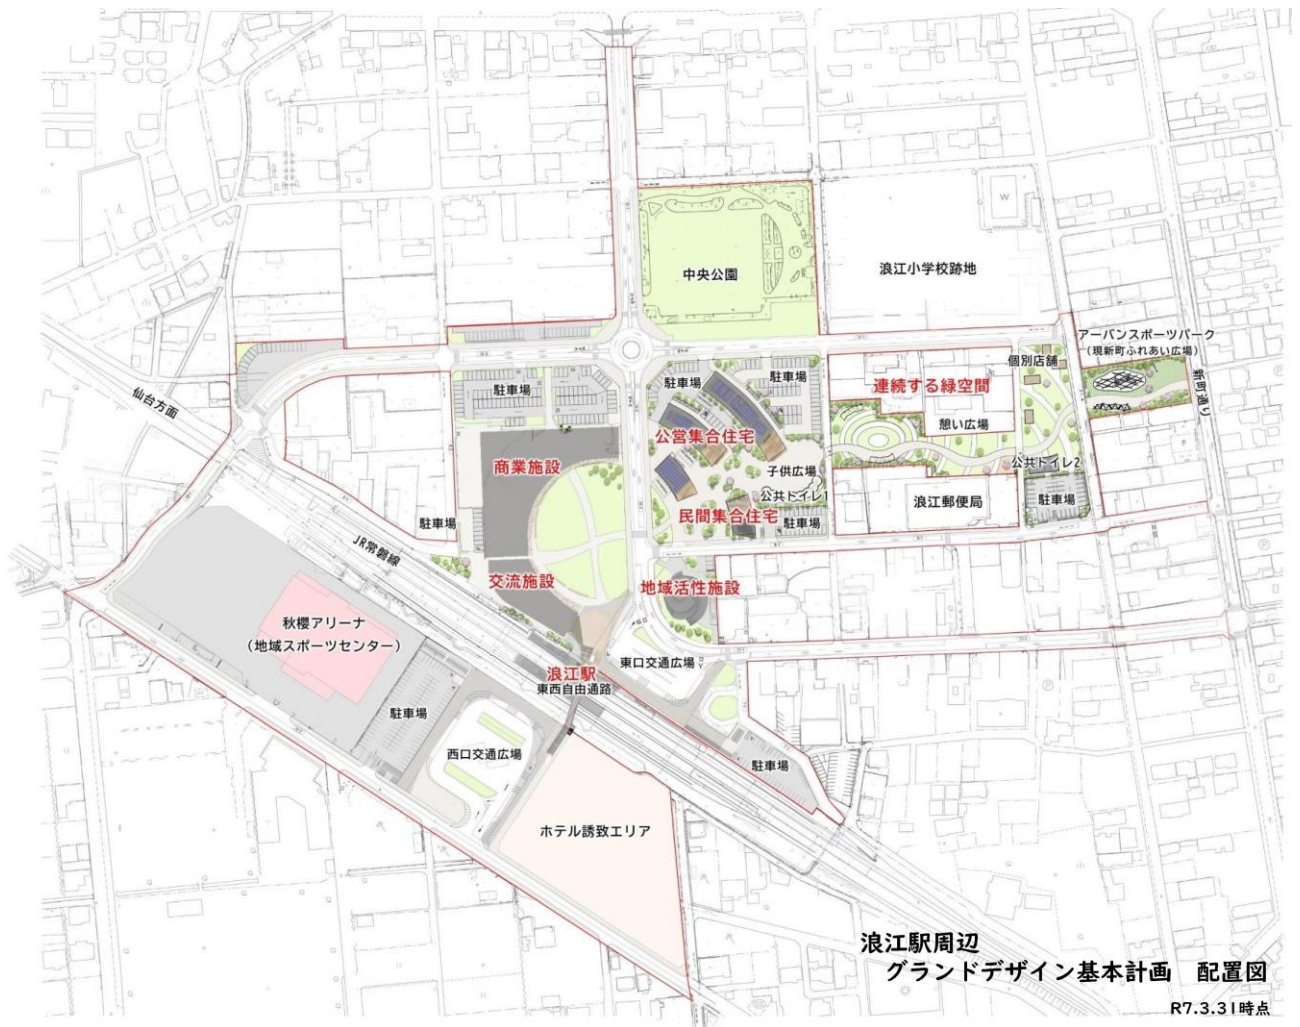 W
中央公園
浪江小学校跡地
アーバンスポーツパーク
(現新町ふれあい広場)
新町通り
個別店舗
仙台方面
駐車場
駐車場
駐車場
連続する緑空間
憩い広場
公営集合住宅
商業施設
子供広場
公共トイレ2
公共トイレ1
駐車場
浪江郵便局
民間集合住宅
駐車場
駐車場
JR常磐線
交流施設
地域活性施設
秋櫻アリーナ
(地域スポーツセンター)
東口交通広場
浪江駅
東西自由通路
駐車場
西口交通広場
駐車場
ホテル誘致エリア
浪江駅周辺
グランドデザイン基本計画 配置図
R7.3.31時点